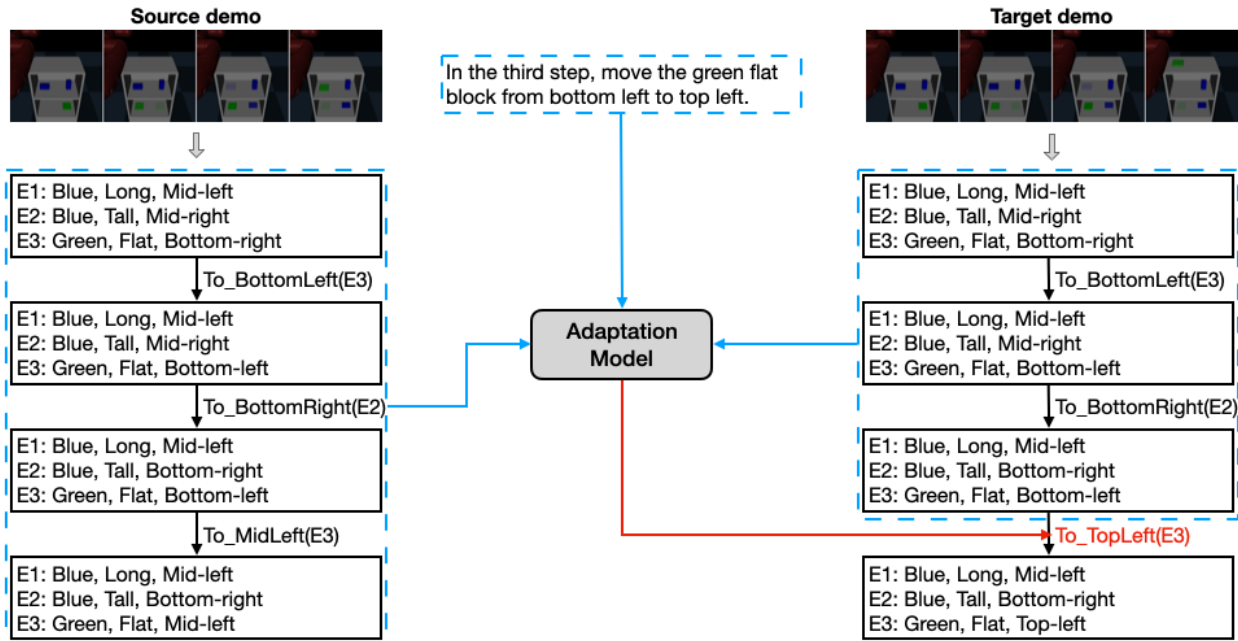 Source demo
E1: Blue, Long, Mid-left
E2: Blue, Tall, Mid-right
E3: Green, Flat, Bottom-right
To_BottomLeft(E3)
E1: Blue, Long, Mid-left
E2: Blue, Tall, Mid-right
E3: Green, Flat, Bottom-left
To_BottomRight(E2)
E1: Blue, Long, Mid-left
E2: Blue, Tall, Bottom-right
E3: Green, Flat, Bottom-left
To_MidLeft(E3)
E1: Blue, Long, Mid-left
E2: Blue, Tall, Bottom-right
E3: Green, Flat, Mid-left
In the third step, move the green flat
block from bottom left to top left.
Adaptation
Model
Target demo
E1: Blue, Long, Mid-left
E2: Blue, Tall, Mid-right
E3: Green, Flat, Bottom-right
To_BottomLeft(E3)
E1: Blue, Long, Mid-left
E2: Blue, Tall, Mid-right
E3: Green, Flat, Bottom-left
To_BottomRight(E2)
E1: Blue, Long, Mid-left
E2: Blue, Tall, Bottom-right
E3: Green, Flat, Bottom-left
To_TopLeft(E3)
E1: Blue, Long, Mid-left
E2: Blue, Tall, Bottom-right
E3: Green, Flat, Top-left